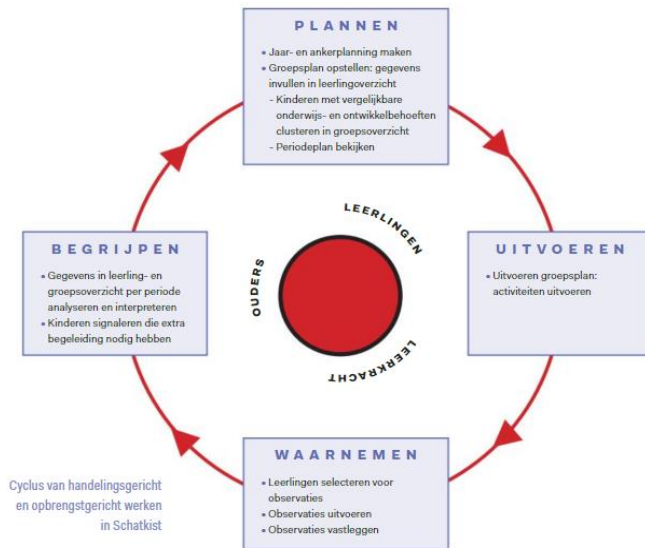 PLANNEN
• Jaar- en ankerplanning maken
• Groepsplan opstellen: gegevens
invullen in leerlingoverzicht
- Kinderen met vergelijkbare
onderwijs- en ontwikkelbehoeften
clusteren in groepsoverzicht
- Periodeplan bekijken
LEERLINGEN
OUDERS
LEERKRACHT
BEGRIJPEN
• Gegevens in leerling- en
groepsoverzicht per periode
analyseren en interpreteren
• Kinderen signaleren die extra
begeleiding nodig hebben
UITVOEREN
• Uitvoeren groepsplan:
activiteiten uitvoeren
WAARNEMEN
• Leerlingen selecteren voor
observaties
• Observaties uitvoeren
• Observaties vastleggen
Cyclus van handelingsgericht
en opbrengstgericht werken
in Schatkist